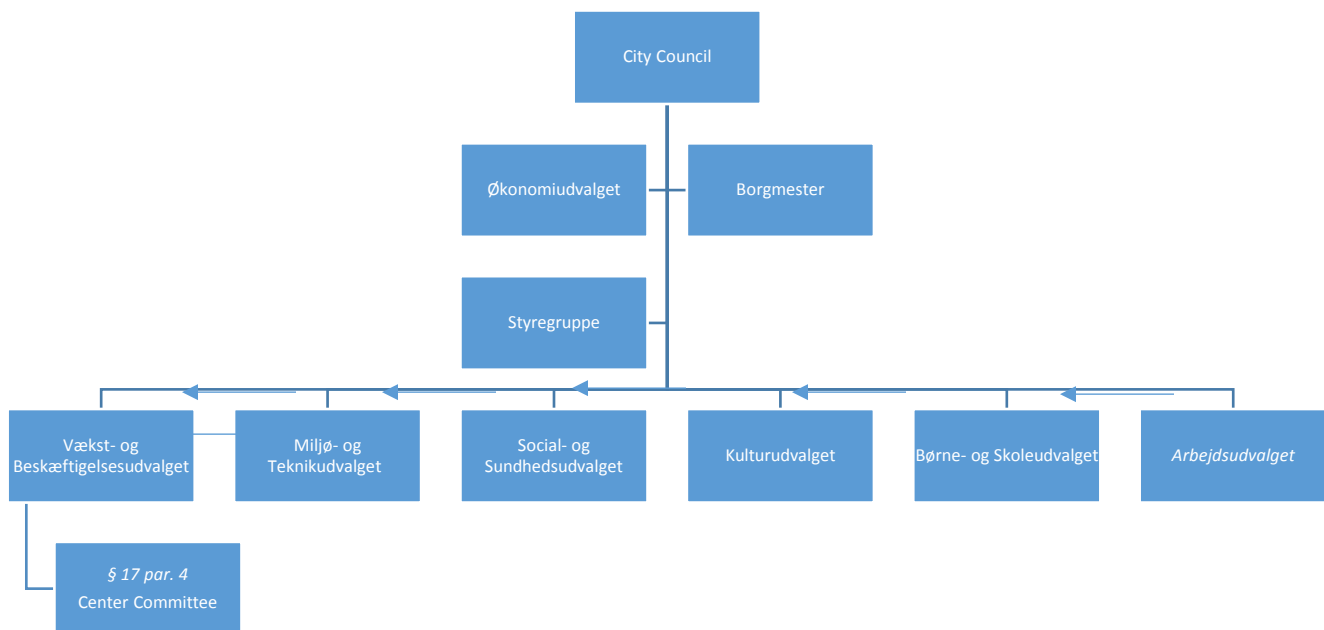 City Council
Økonomiudvalget
Borgmester
Styregruppe
Vækst- og
Beskæftigelsesudvalget
Miljø- og
Teknikudvalget
Social- og
Sundhedsudvalget
Kulturudvalget
Børne- og Skoleudvalget
Arbejdsudvalget
§ 17 par. 4
Center Committee